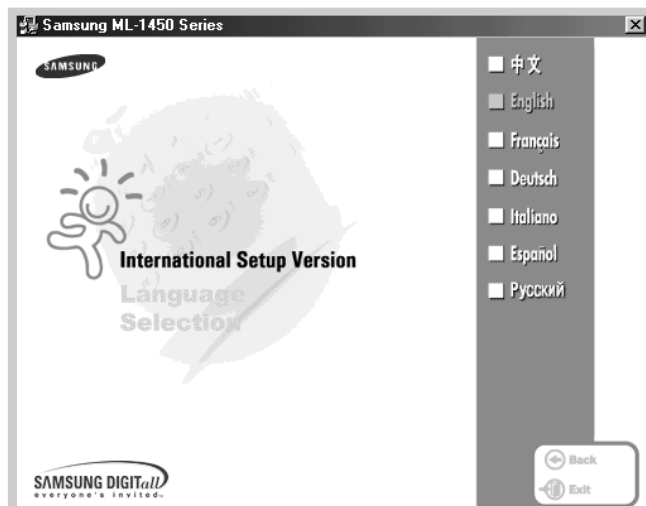 Samsung ML-1450 Series
SAMSUNG
中文
English
Français
Deutsch
Italiano
Español
Русский
International Setup Version
Language
Selection
Back
Exit
SAMSUNG DIGITall
everyone's invited™